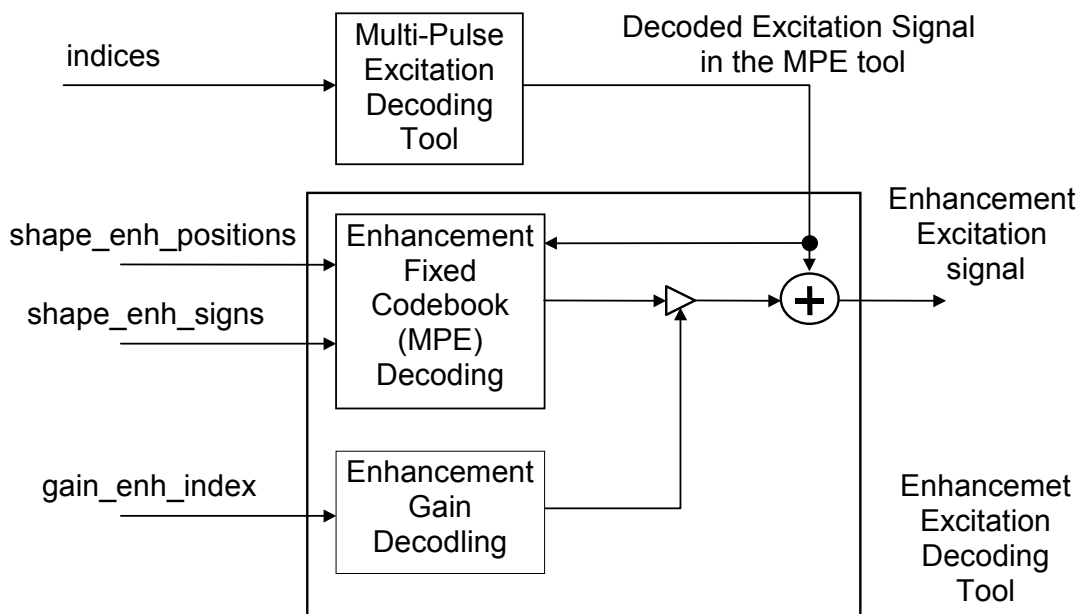 indices
Multi-Pulse
Excitation
Decoding
Tool
Decoded Excitation Signal
in the MPE tool
shape_enh_positions
shape_enh_signs
Enhancement
Fixed
Codebook
(MPE)
Decoding
+
Enhancement
Excitation
signal
gain_enh_index
Enhancement
Gain
Decodling
Enhancemet
Excitation
Decoding
Tool